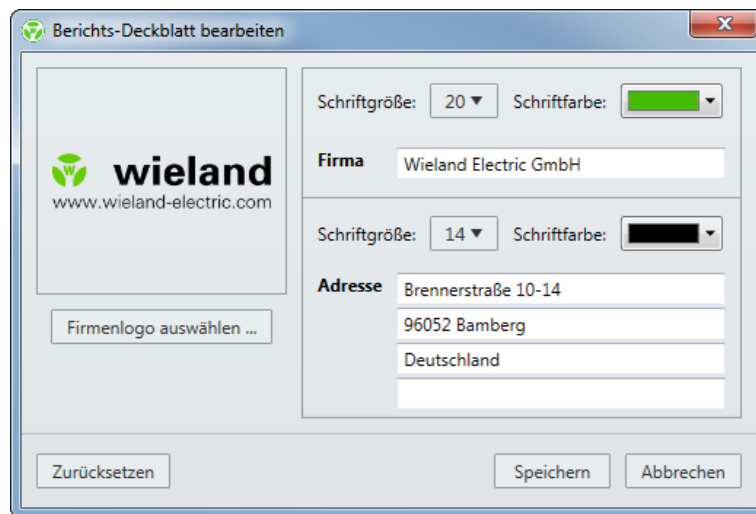 Berichts-Deckblatt bearbeiten
wieland
www.wieland-electric.com
Firmenlogo auswählen ...
Schriftgröße: 20 Schriftfarbe:
Firma Wieland Electric GmbH
Schriftgröße: 14 Schriftfarbe:
Adresse Brennerstraße 10-14
96052 Bamberg
Deutschland
Zurücksetzen Speichern Abbrechen